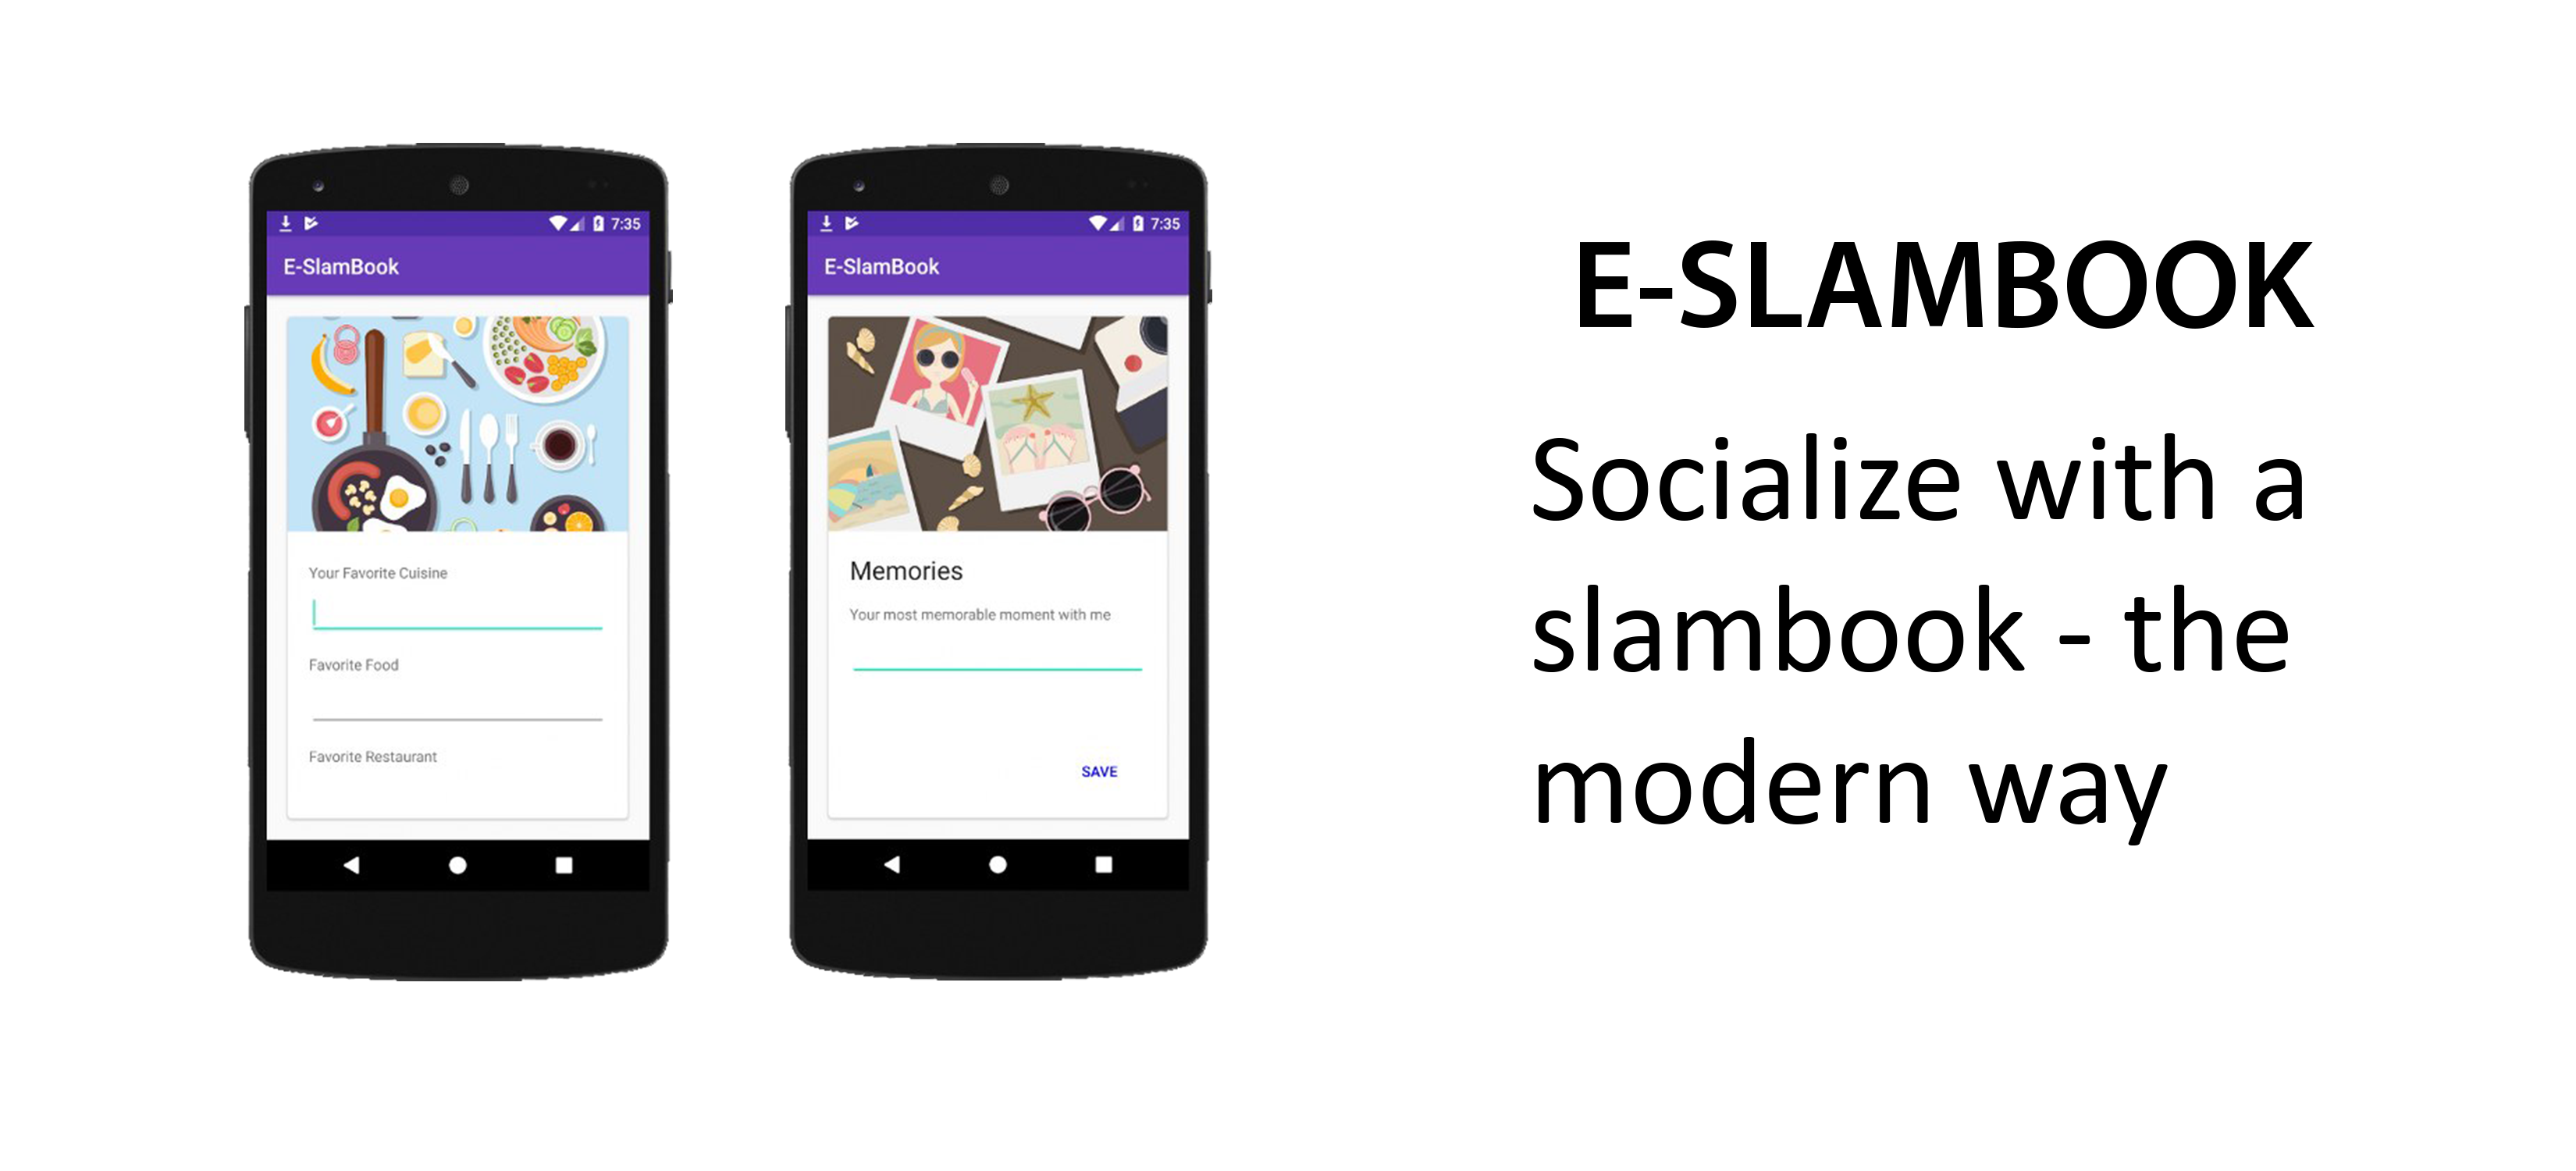 7:35
E-SlamBook
Your Favorite Cuisine
Favorite Food
Favorite Restaurant
7:35
E-SlamBook
Memories
Your most memorable moment with me
SAVE
E-SLAMBOOK
Socialize with a
slambook - the
modern way